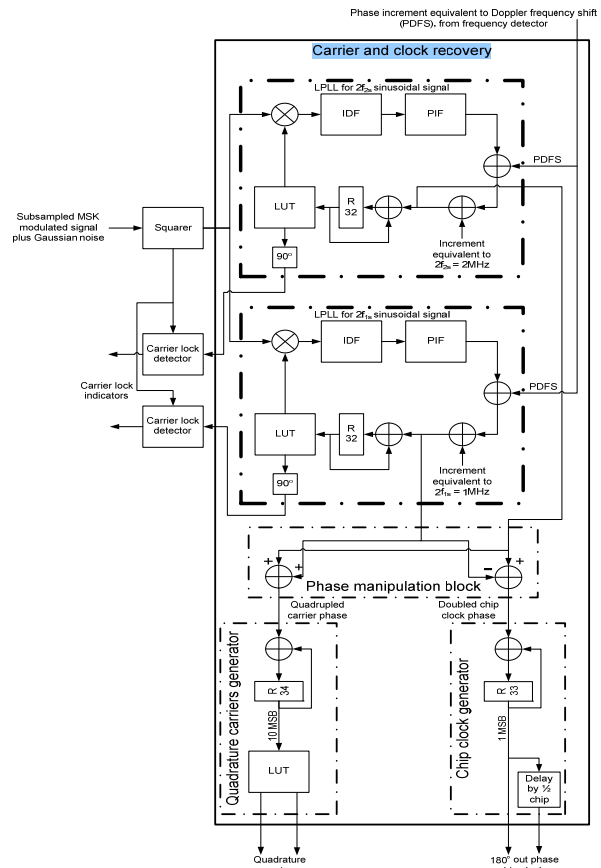 Phase increment equivalent to Doppler frequency shift
(PDFS), from frequency detector
Carrier and clock recovery
LPLL for 2f2s sinusoidal signal
IDF
PIF
PDFS
LUT
R
32
Increment
equivalent to
2f2s = 2MHz
90°
Subsampled MSK
modulated signal
plus Gaussian noise
Squarer
LPLL for 2f1s sinusoidal signal
IDF
PIF
PDFS
Carrier lock
detector
Carrier lock
indicators
Carrier lock
detector
LUT
R
32
Increment
equivalent to
2f1s = 1MHz
90°
+
+
−
+
Phase manipulation block
Quadrupled
carrier phase
Doubled chip
clock phase
Quadrature carriers generator
R
34
10 MSB
LUT
Chip clock generator
R
33
1 MSB
Delay
by ½
chip
Quadrature
180° out phase